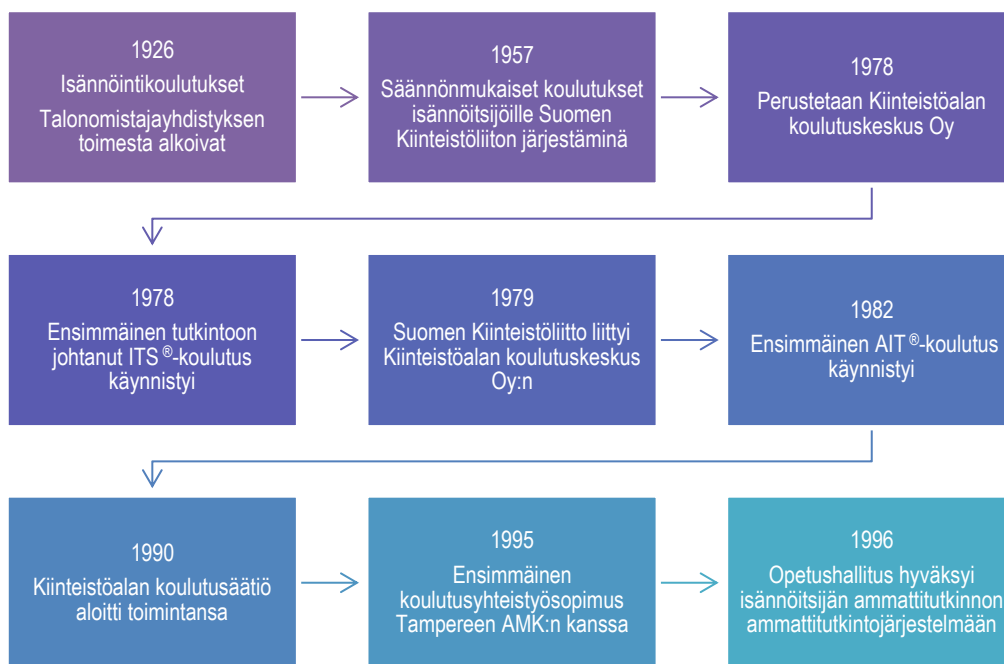 1926
Isännöintikoulutukset
Talonomistajayhdistyksen
toimesta alkoivat
1957
Säännönmukaiset koulutukset
isännöitsijöille Suomen
Kiinteistöliiton järjestäminä
1978
Perustetaan Kiinteistöalan
koulutuskeskus Oy
1978
Ensimmäinen tutkintoon
johtanut ITS ®-koulutus
käynnistyi
1979
Suomen Kiinteistöliitto liittyi
Kiinteistöalan koulutuskeskus
Oy:n
1982
Ensimmäinen AIT ®-koulutus
käynnistyi
1990
Kiinteistöalan koulutusäätiö
aloitti toimintansa
1995
Ensimmäinen
koulutusyhteistyösopimus
Tampereen AMK:n kanssa
1996
Opetushallitus hyväksyi
isännöitsijän ammattitutkinnon
ammattitutkintojärjestelmään